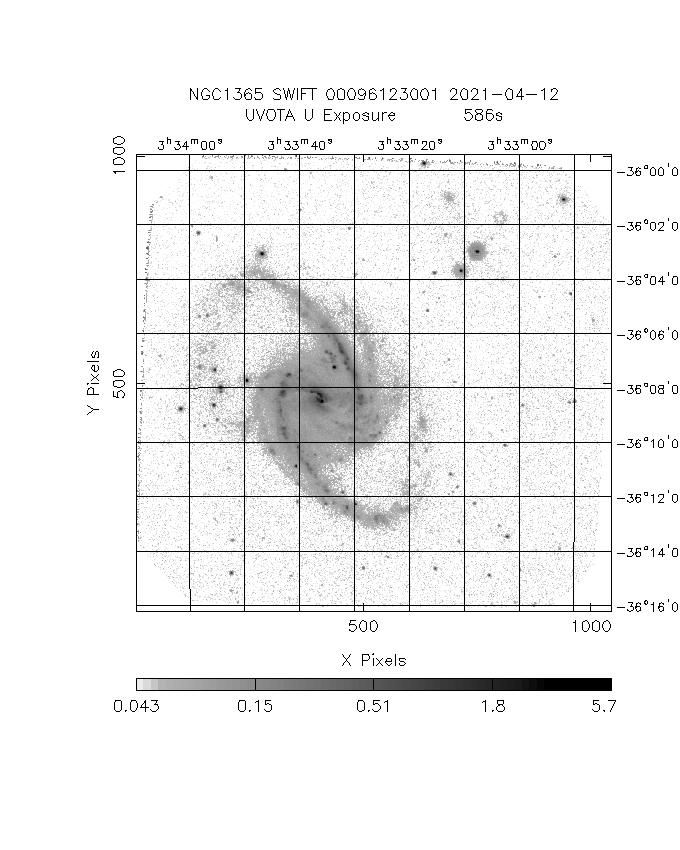 NGC1365 SWIFT 00096123001 2021-04-12
UVOTA U Exposure 586s
3h34m00s 3h33m40s 3h33m20s 3h33m00s
1000
-36°00'0
-36°02'0
-36°04'0
-36°06'0
Y Pixels
500
-36°08'0
-36°10'0
-36°12'0
-36°14'0
-36°16'0
500 1000
X Pixels
0.043 0.15 0.51 1.8 5.7